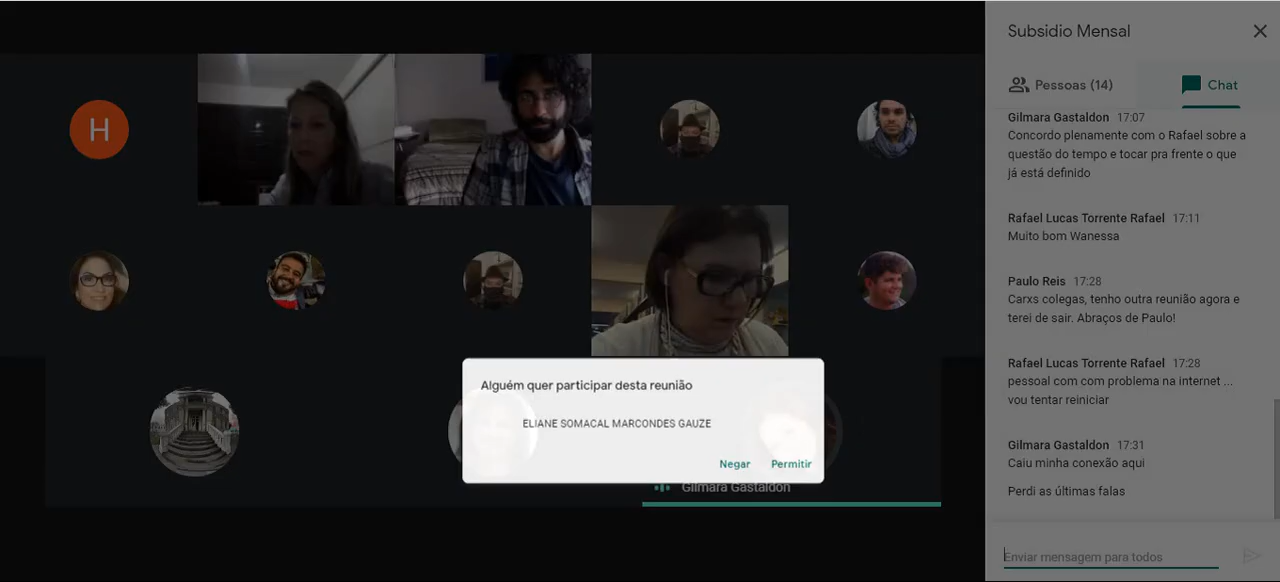 Subsídio Mensal
Pessoas (14)
Chat
H
Gilmara Gastaldon 17:07
Concordo plenamente com o Rafael sobre a
questão do tempo e tocar pra frente o que
já está definido
Rafael Lucas Torrente Rafael 17:11
Muito bom Wanessa
Paulo Reis 17:28
Carxs colegas, tenho outra reunião agora e
terei de sair. Abraços de Paulo!
Rafael Lucas Torrente Rafael 17:28
pessoal com com problema na internet ...
vou tentar reiniciar
Gilmara Gastaldon 17:31
Caiu minha conexão aqui
Perdi as últimas falas
Enviar mensagem para todos
Alguém quer participar desta reunião
ELIANE SOMACAL MARCONDES GAUZE
Negar Permitir
Gilmara Gastaldon